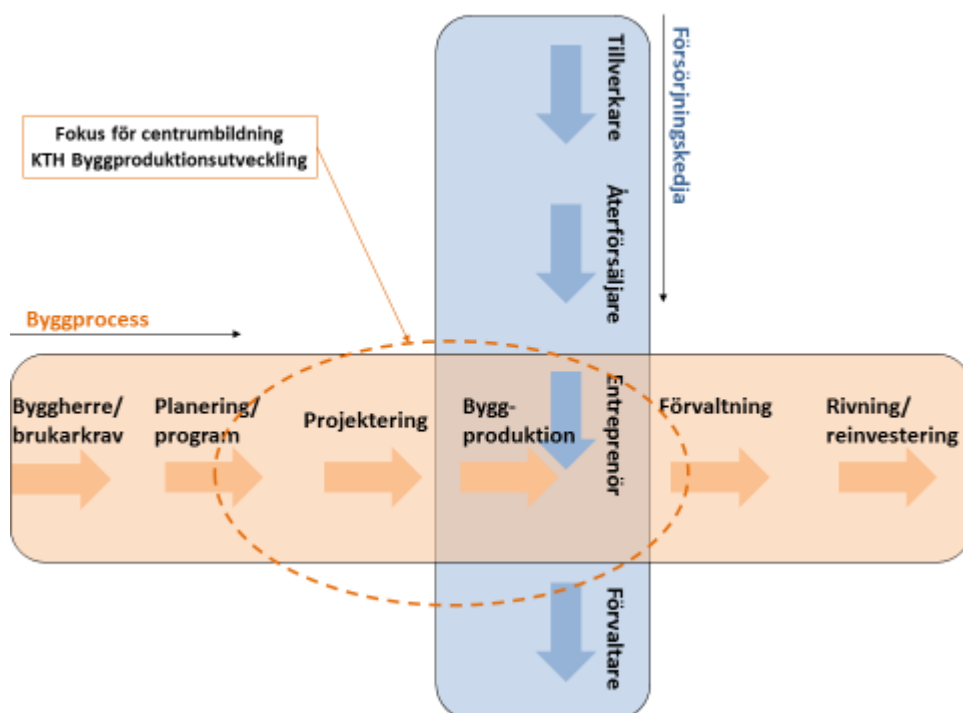 Fokus för centrumbildning
KTH Byggproduktionsutveckling
Försörjningskedja
Tillverkare
Återförsäljare
Byggprocess
Byggherre/
brukarkrav
Planering/
program
Projektering
Bygg-
produktion
Entreprenör
Förvaltning
Rivning/
reinvestering
Förvaltare